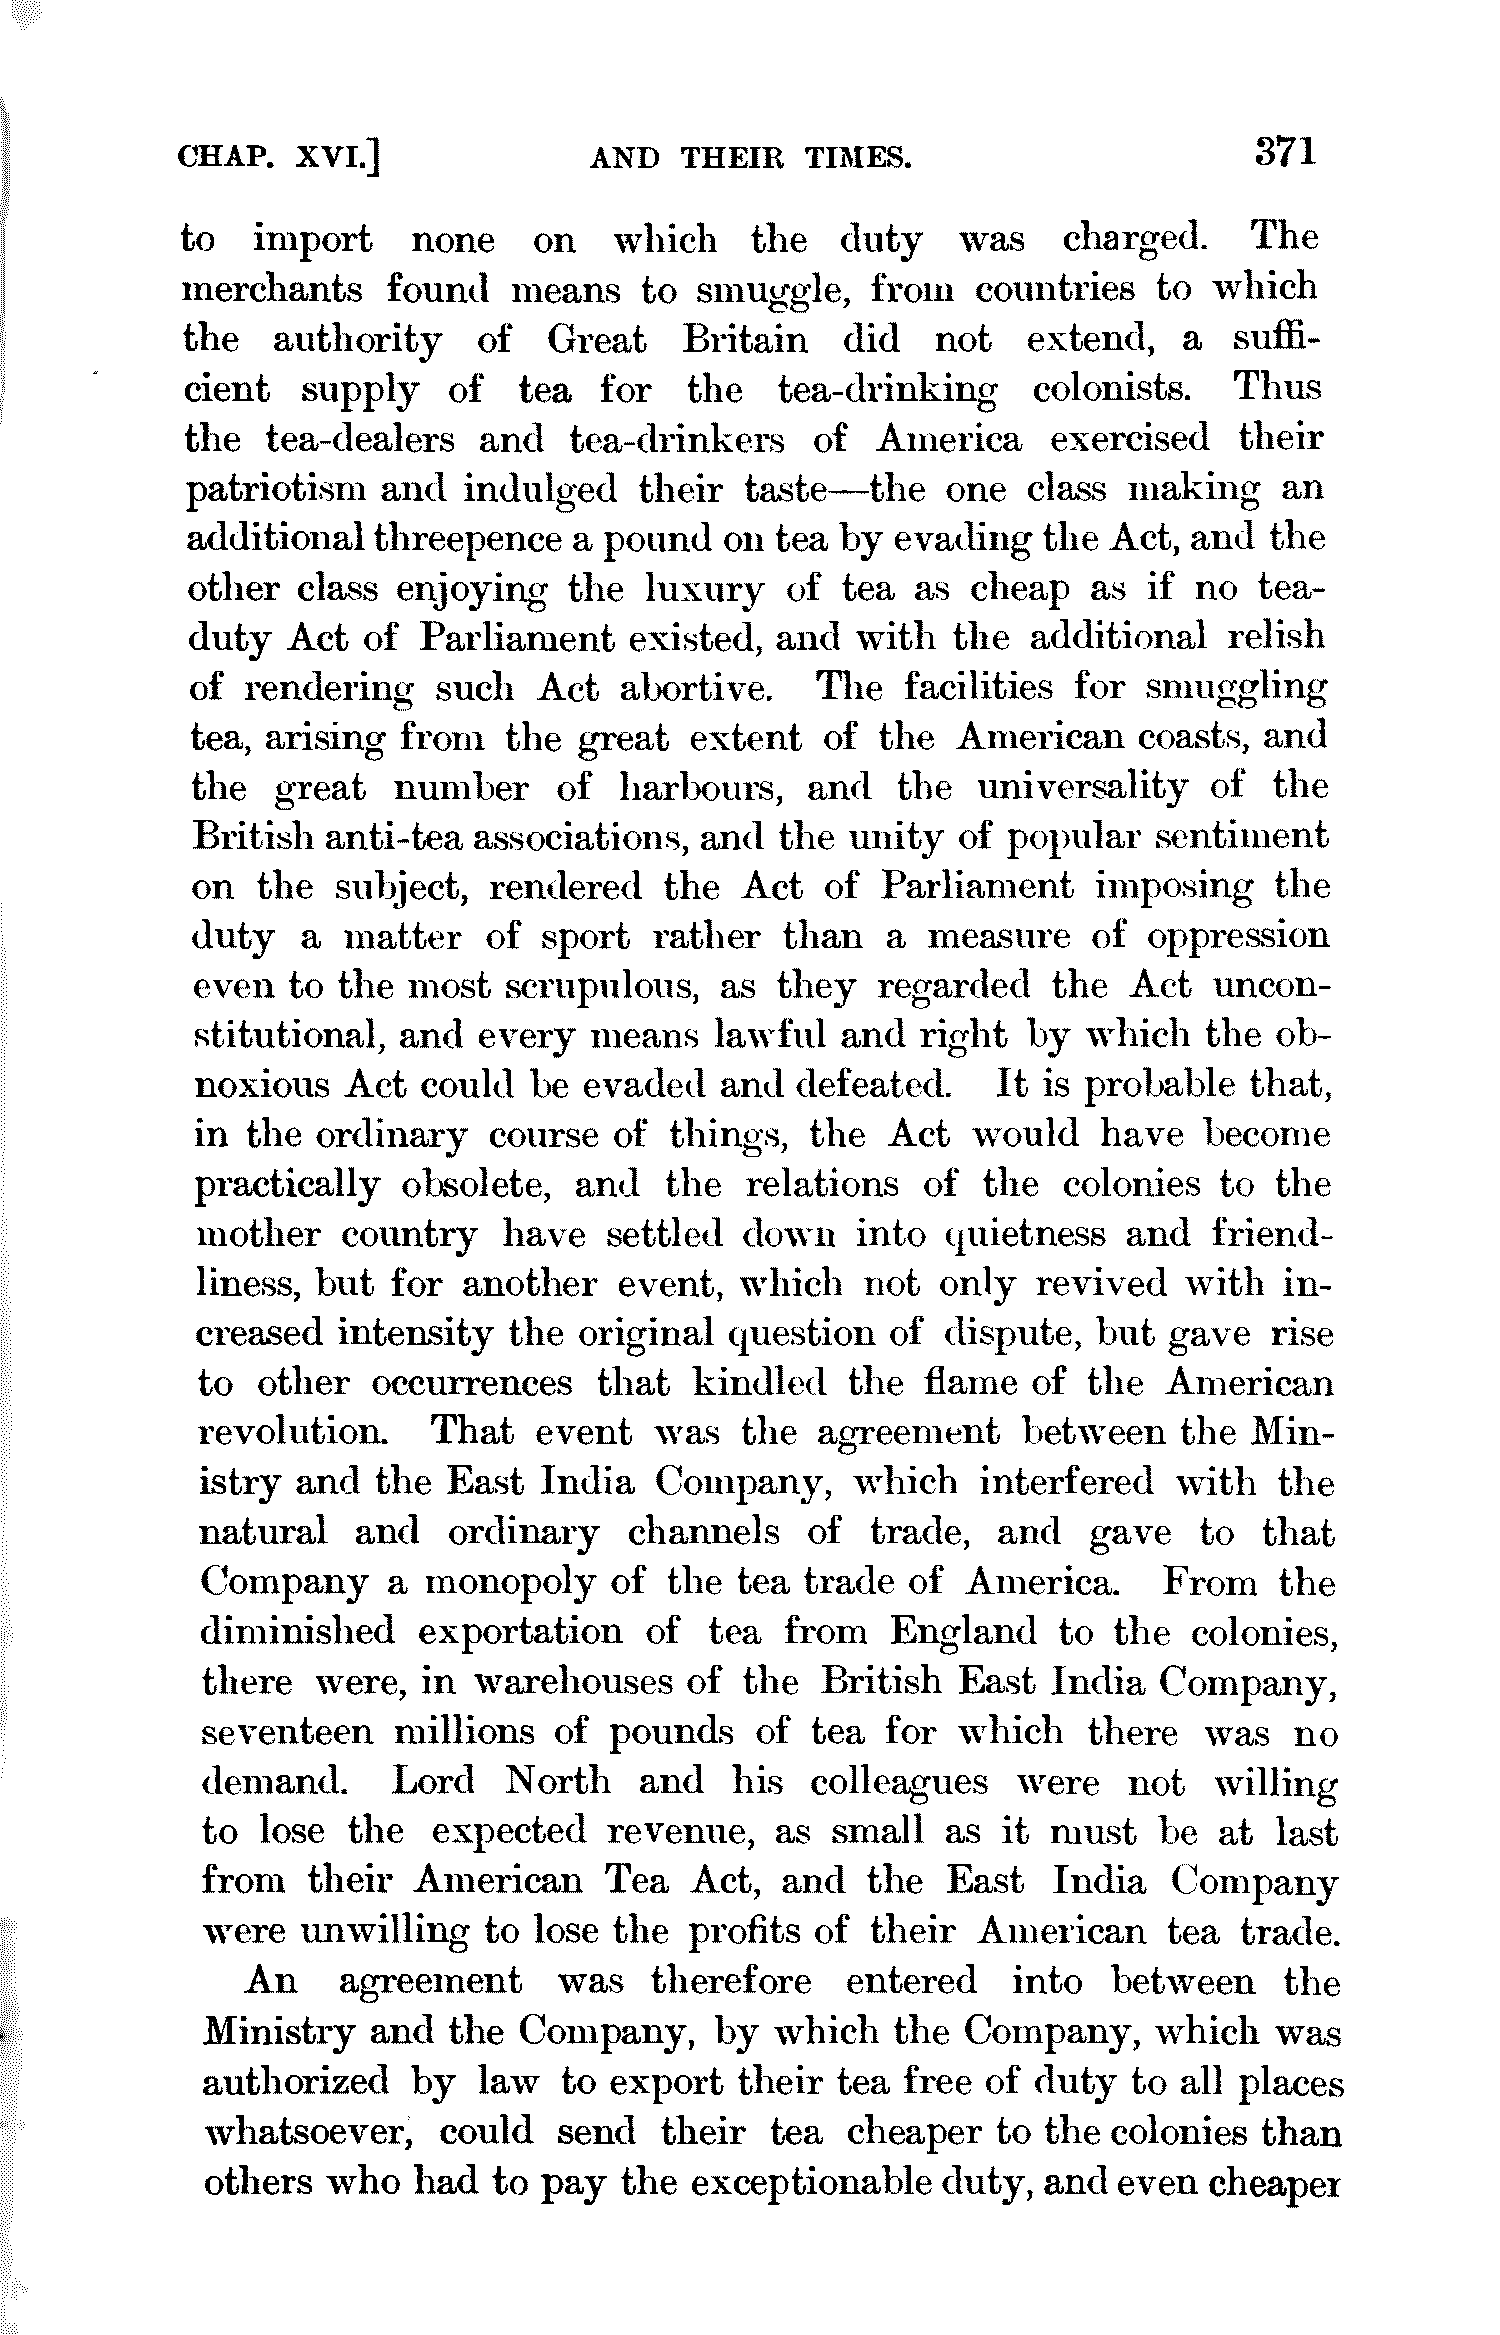 CHAP. XVI.] AND THEIR TIMES. 371
to import none on which the duty was charged. The
merchants found means to smuggle, from countries to which
the authority of Great Britain did not extend, a suffi-
cient supply of tea for the tea-drinking colonists. Thus
the tea-dealers and tea-drinkers of America exercised their
patriotism and indulged their taste—the one class making an
additional threepence a pound on tea by evading the Act, and the
other class enjoying the luxury of tea as cheap as if no tea-
duty Act of Parliament existed, and with the additional relish
of rendering such Act abortive. The facilities for smuggling
tea, arising from the great extent of the American coasts, and
the great number of harbours, and the universality of the
British anti-tea associations, and the unity of popular sentiment
on the subject, rendered the Act of Parliament imposing the
duty a matter of sport rather than a measure of oppression
even to the most scrupulous, as they regarded the Act uncon-
stitutional, and every means lawful and right by which the ob-
noxious Act could be evaded and defeated. It is probable that,
in the ordinary course of things, the Act would have become
practically obsolete, and the relations of the colonies to the
mother country have settled down into quietness and friend-
liness, but for another event, which not only revived with in-
creased intensity the original question of dispute, but gave rise
to other occurrences that kindled the flame of the American
revolution. That event was the agreement between the Min-
istry and the East India Company, which interfered with the
natural and ordinary channels of trade, and gave to that
Company a monopoly of the tea trade of America. From the
diminished exportation of tea from England to the colonies,
there were, in warehouses of the British East India Company,
seventeen millions of pounds of tea for which there was no
demand. Lord North and his colleagues were not willing
to lose the expected revenue, as small as it must be at last
from their American Tea Act, and the East India Company
were unwilling to lose the profits of their American tea trade.
An agreement was therefore entered into between the
Ministry and the Company, by which the Company, which was
authorized by law to export their tea free of duty to all places
whatsoever, could send their tea cheaper to the colonies than
others who had to pay the exceptionable duty, and even cheaper